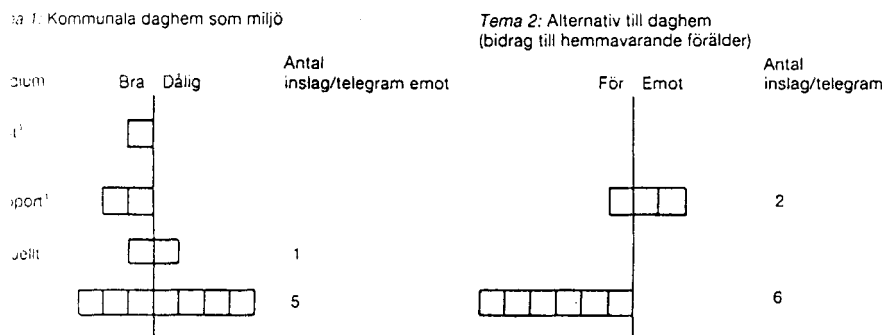 1: Kommunala daghem som miljö
Tema 2: Alternativ till daghem
(bidrag till hemmavarande förälder)
Bra Dålig
Antal
inslag/telegram emot
För Emot
Antal
inslag/telegram
2
1
5
6